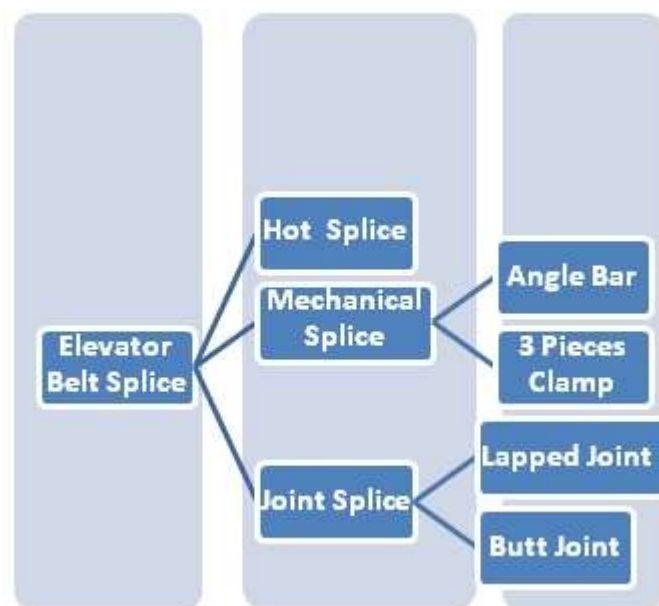 Elevator
Belt Splice
Hot Splice
Mechanical
Splice
Joint Splice
Angle Bar
3 Pieces
Clamp
Lapped Joint
Butt Joint